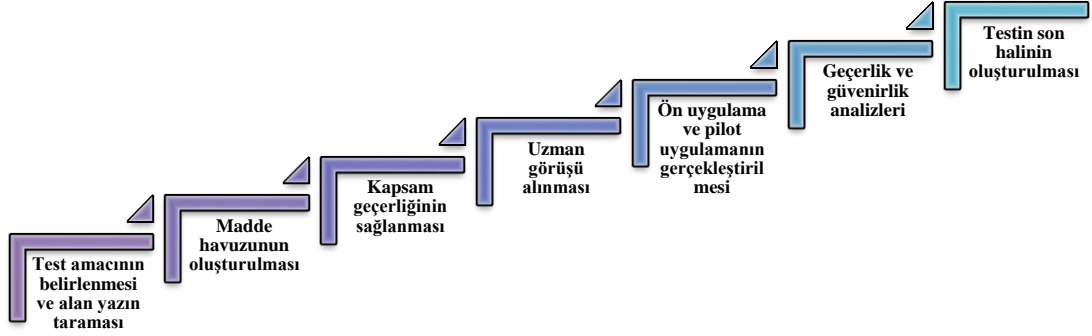 Test amacının
belirlenmesi
ve alan yazın
taraması
Madde
havuzunun
oluşturulması
Kapsam
geçerliğinin
sağlanması
Uzman
görüşü
alınması
Ön uygulama
ve pilot
uygulamanın
gerçekleştiril
mesi
Geçerlik ve
güvenirlik
analizleri
Testin son
halinin
oluşturulması